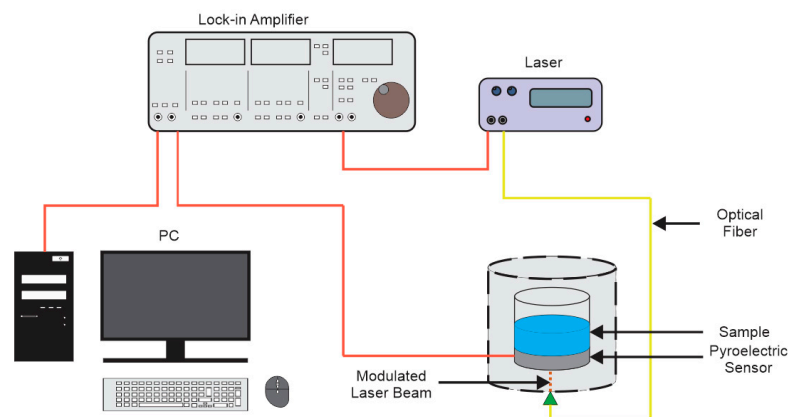 Lock-in Amplifier
Laser
PC
Optical
Fiber
Sample
Pyroelectric
Sensor
Modulated
Laser Beam